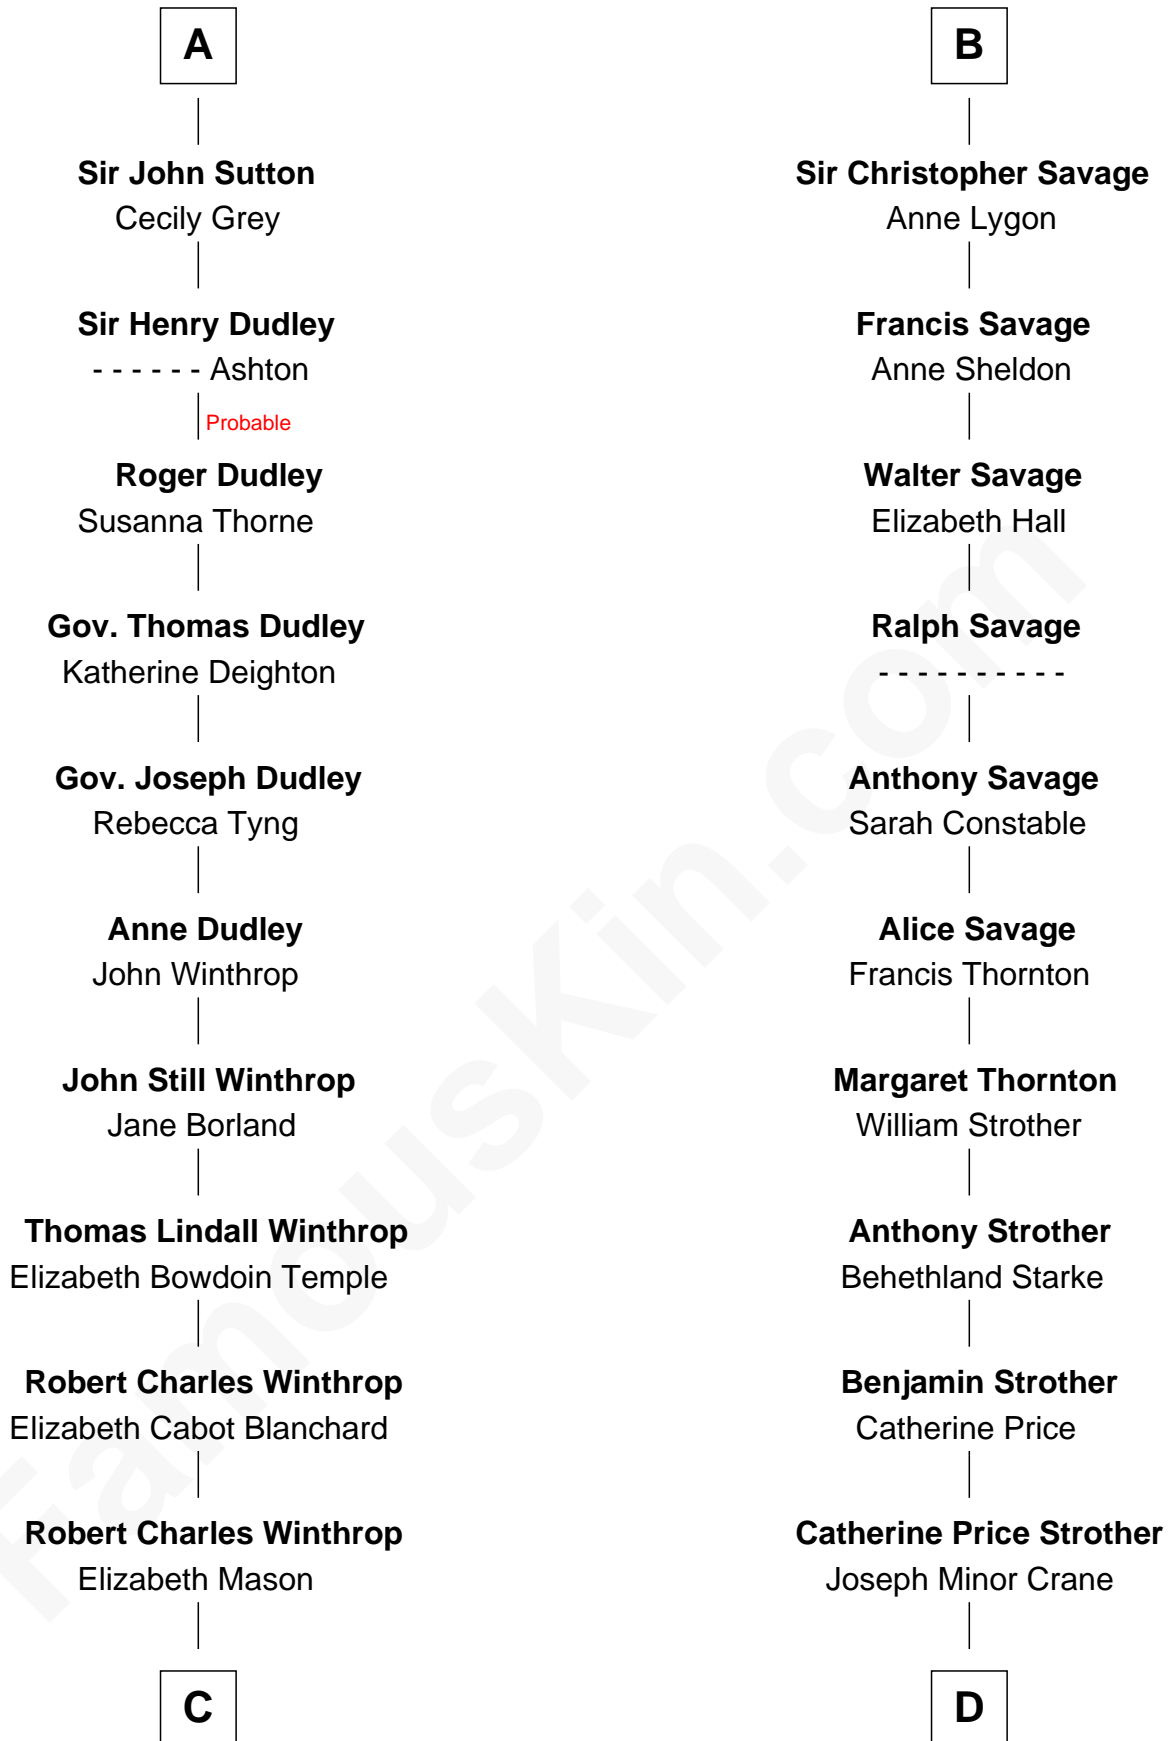 A
Sir John Sutton
Cecily Grey
Sir Henry Dudley
- - - - - - Ashton
Probable
Roger Dudley
Susanna Thorne
Gov. Thomas Dudley
Katherine Deighton
Gov. Joseph Dudley
Rebecca Tyng
Anne Dudley
John Winthrop
John Still Winthrop
Jane Borland
Thomas Lindall Winthrop
Elizabeth Bowdoin Temple
Robert Charles Winthrop
Elizabeth Cabot Blanchard
Robert Charles Winthrop
Elizabeth Mason
C
B
Sir Christopher Savage
Anne Lygon
Francis Savage
Anne Sheldon
Walter Savage
Elizabeth Hall
Ralph Savage
- - - - - - - - - -
Anthony Savage
Sarah Constable
Alice Savage
Francis Thornton
Margaret Thornton
William Strother
Anthony Strother
Behethland Starke
Benjamin Strother
Catherine Price
Catherine Price Strother
Joseph Minor Crane
D
FamousKin.com